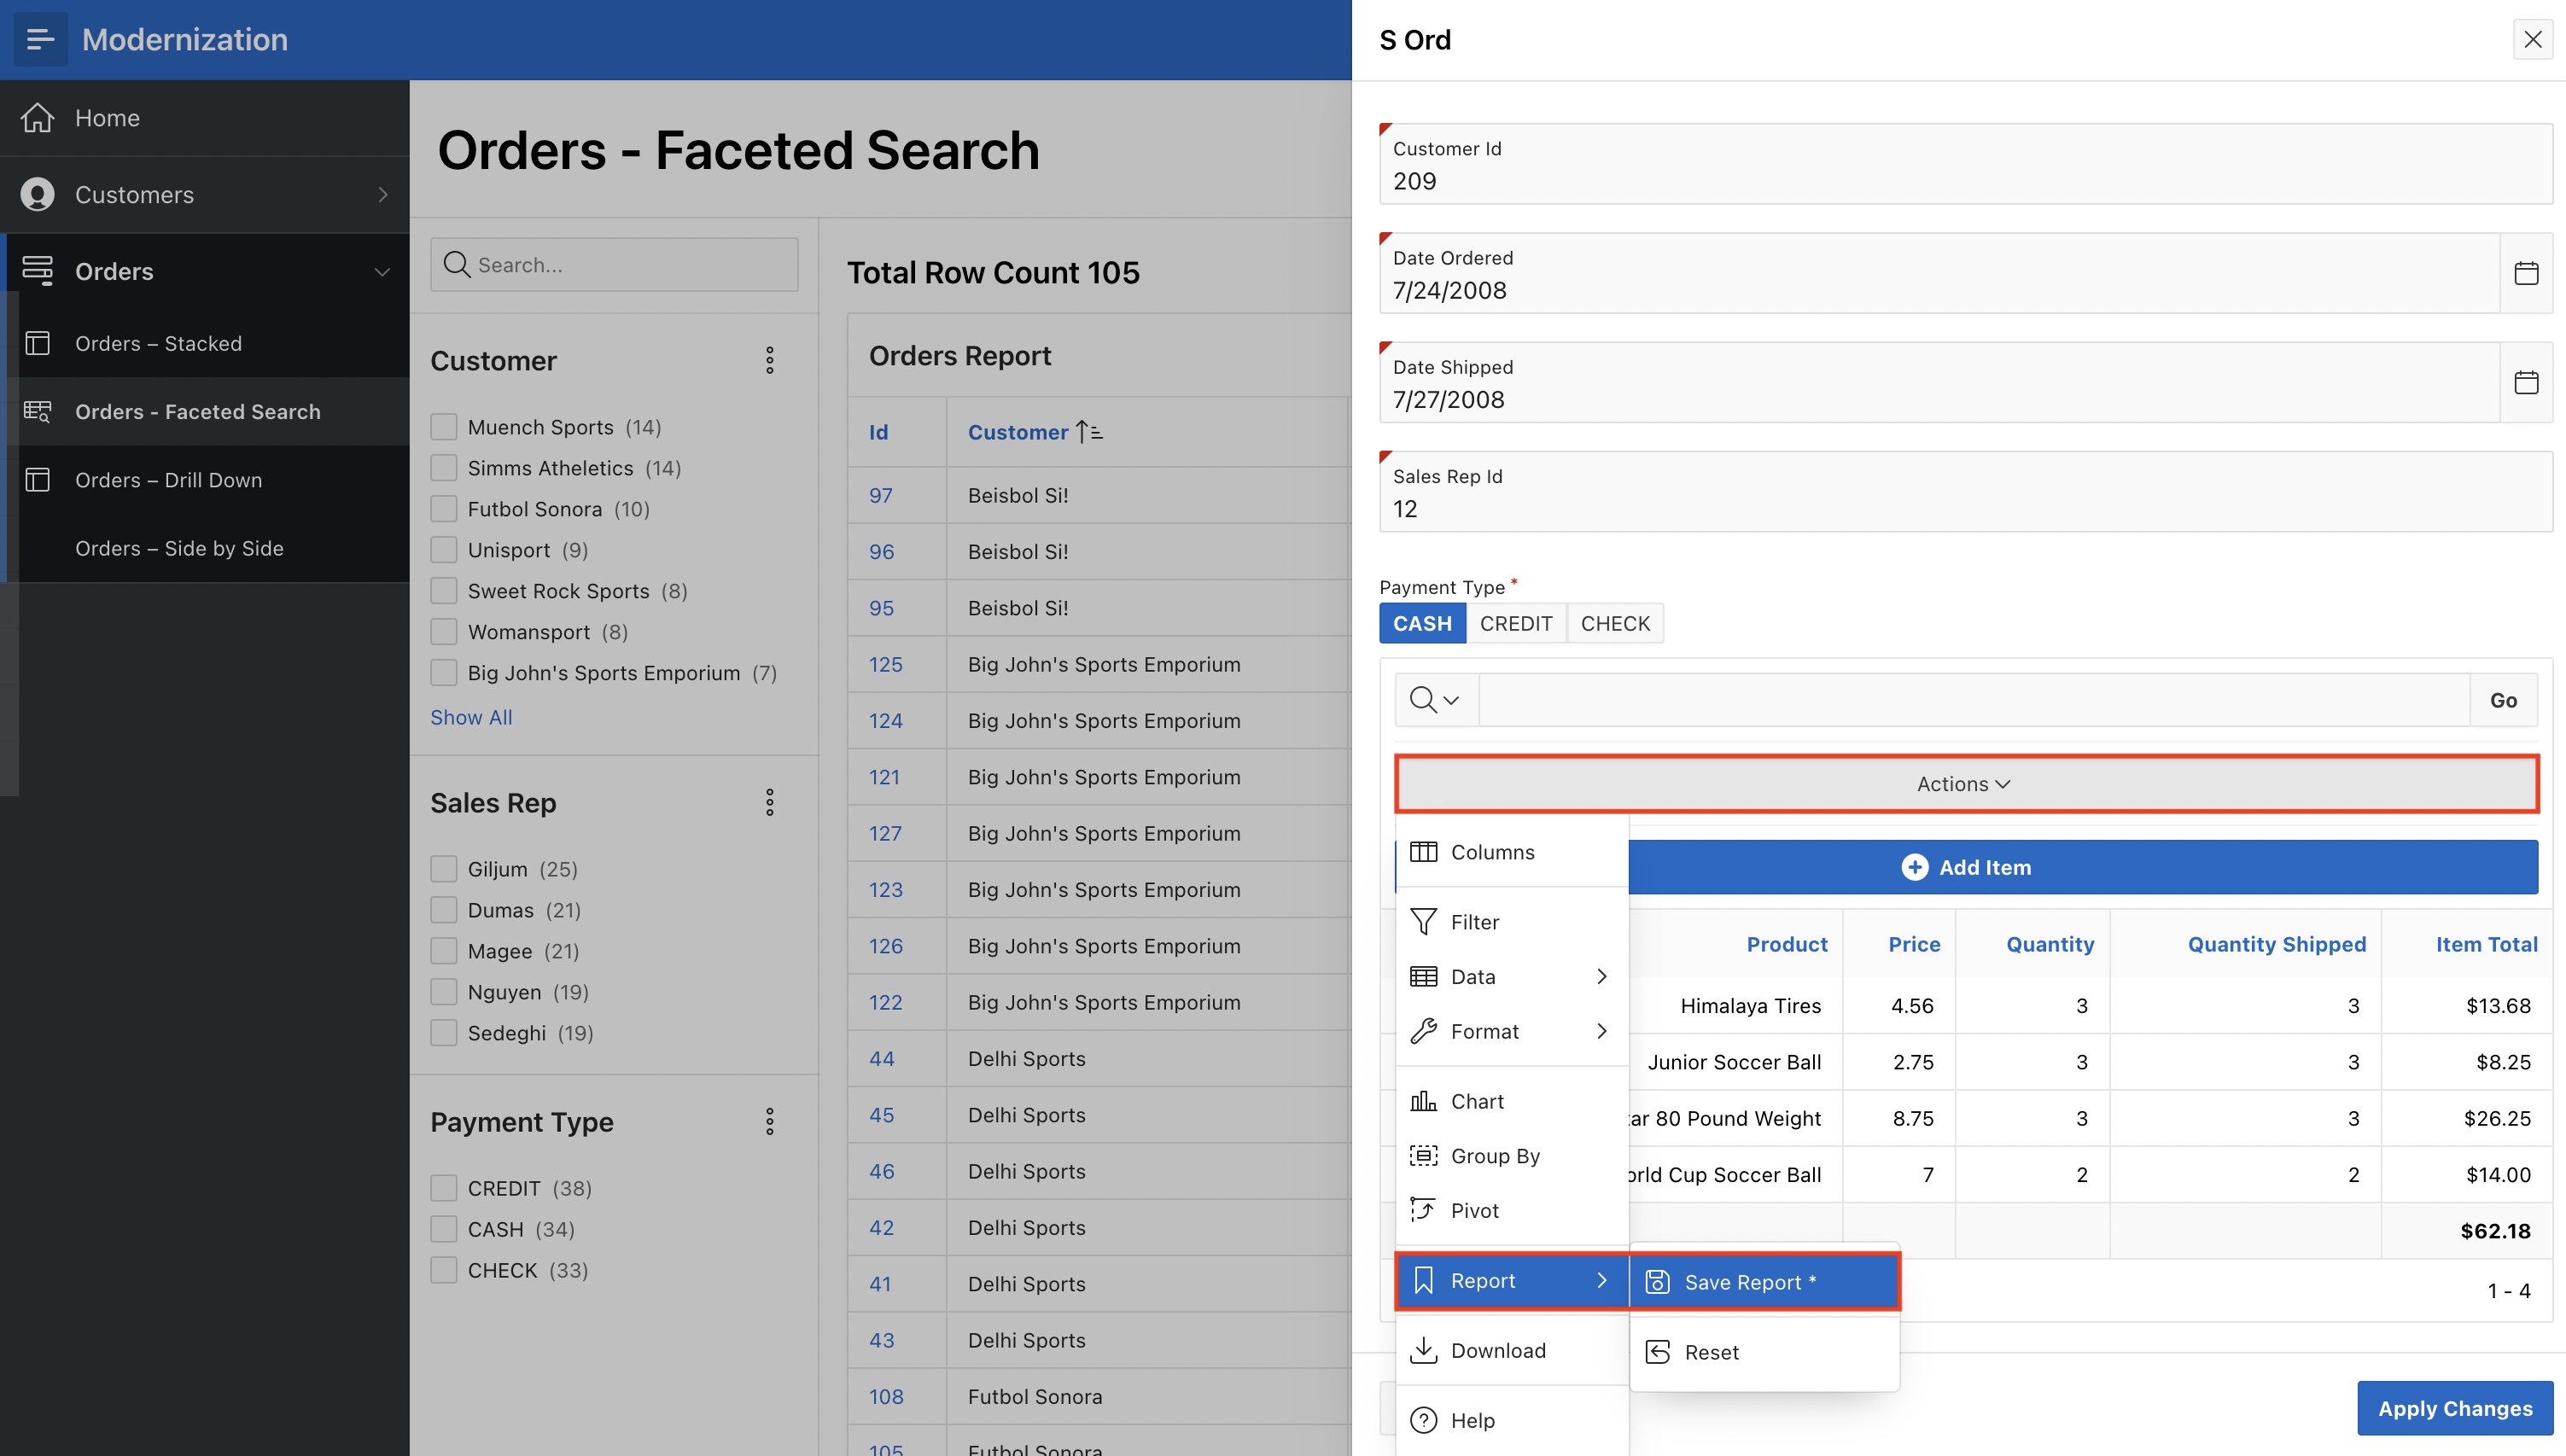 Modernization
Home
Customers
Orders
Orders – Stacked
Orders - Faceted Search
Orders – Drill Down
Orders – Side by Side
Orders - Faceted Search
Search...
Customer
Muench Sports (14)
Simms Atheletics (14)
Futbol Sonora (10)
Unisport (9)
Sweet Rock Sports (8)
Womansport (8)
Big John's Sports Emporium (7)
Show All
Sales Rep
Giljum (25)
Dumas (21)
Magee (21)
Nguyen (19)
Sedeghi (19)
Payment Type
CREDIT (38)
CASH (34)
CHECK (33)
Total Row Count 105
Orders Report
Id Customer
97 Beisbol Si!
96 Beisbol Si!
95 Beisbol Si!
125 Big John's Sports Emporium
124 Big John's Sports Emporium
121 Big John's Sports Emporium
127 Big John's Sports Emporium
123 Big John's Sports Emporium
126 Big John's Sports Emporium
122 Big John's Sports Emporium
44 Delhi Sports
45 Delhi Sports
46 Delhi Sports
42 Delhi Sports
41 Delhi Sports
43 Delhi Sports
108 Futbol Sonora
105 Futbol Sonora
S Ord
Customer Id
209
Date Ordered
7/24/2008
Date Shipped
7/27/2008
Sales Rep Id
12
Payment Type *
CASH CREDIT CHECK
Go
Actions
Add Item
Columns
Filter
Data
Format
Chart
Group By
Pivot
Report
Download
Help
Save Report *
Reset
Product Price Quantity Quantity Shipped Item Total
Himalaya Tires 4.56 3 3 $13.68
Junior Soccer Ball 2.75 3 3 $8.25
ar 80 Pound Weight 8.75 3 3 $26.25
orld Cup Soccer Ball 7 2 2 $14.00
$62.18
1 - 4
Apply Changes